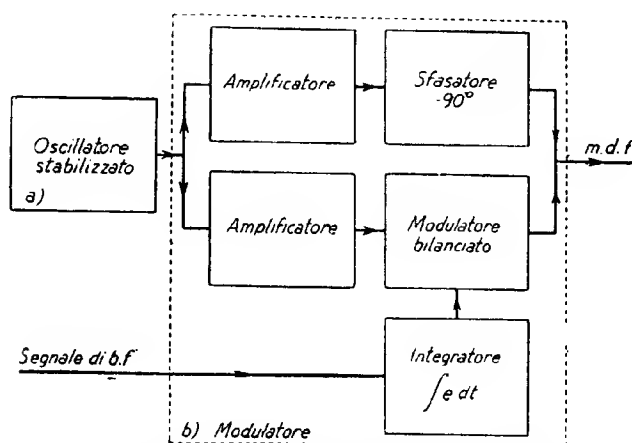 Amplificatore
Sfasatore
-90°
Oscillatore
stabilizzato
a)
m.d.f
Amplificatore
Modulatore
bilanciato
Segnale di b.f
Integratore
∫ e dt
b) Modulatore